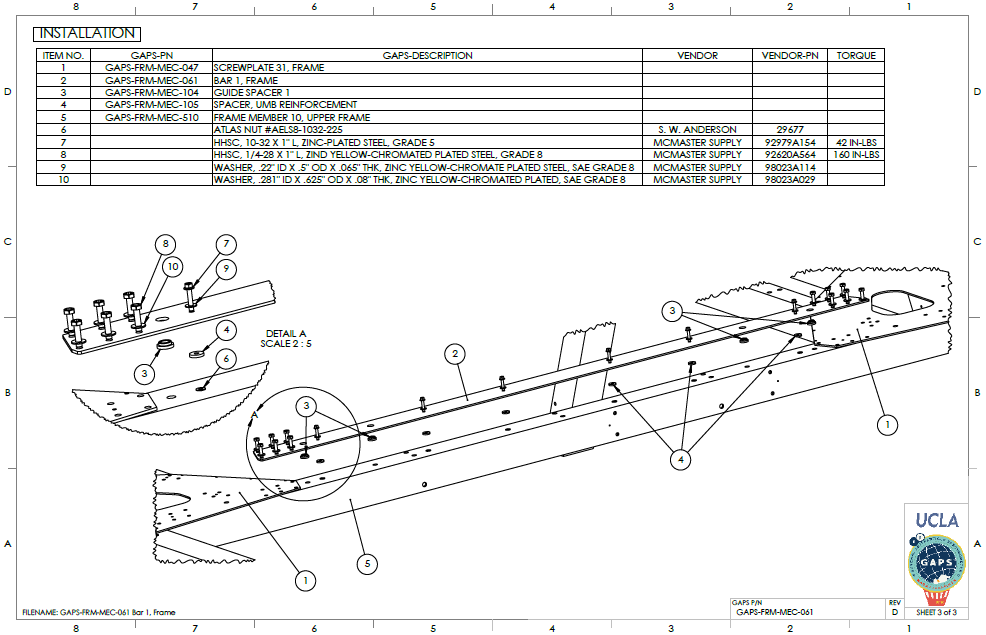 8 7 6 5 4 3 2 1
INSTALLATION
ITEM NO. GAPS-PN GAPS-DESCRIPTION VENDOR VENDOR-PN TORQUE
1 GAPS-FRM-MEC-047 SCREWPLATE 31, FRAME
2 GAPS-FRM-MEC-061 BAR 1, FRAME
3 GAPS-FRM-MEC-104 GUIDE SPACER 1
4 GAPS-FRM-MEC-105 SPACER, UMB REINFORCEMENT
5 GAPS-FRM-MEC-510 FRAME MEMBER 10, UPPER FRAME
6 ATLAS NUT #AELS8-1032-225 S. W. ANDERSON 29677
7 HHSC, 10-32 X 1" L, ZINC-PLATED STEEL, GRADE 5 MCMASTER SUPPLY 92979A154 42 IN-LBS
8 HHSC, 1/4-28 X 1" L, ZIND YELLOW-CHROMATED PLATED STEEL, GRADE 8 MCMASTER SUPPLY 92620A564 160 IN-LBS
9 WASHER, .22" ID X .5" OD X .065" THK, ZINC YELLOW-CHROMATE PLATED STEEL, SAE GRADE 8 MCMASTER SUPPLY 98023A114
10 WASHER, .281" ID X .625" OD X .08" THK, ZINC YELLOW-CHROMATED PLATED, SAE GRADE 8 MCMASTER SUPPLY 98023A029
D D
C C
8 7
10 9
3
4
DETAIL A
SCALE 2 : 5
2
3 6
B B
3
A
1
4
A A
5
1
UCLA
GAPS
GAPS P/N REV
FILENAME: GAPS-FRM-MEC-061 Bar 1, Frame GAPS-FRM-MEC-061 D SHEET 3 of 3
8 7 6 5 4 3 2 1